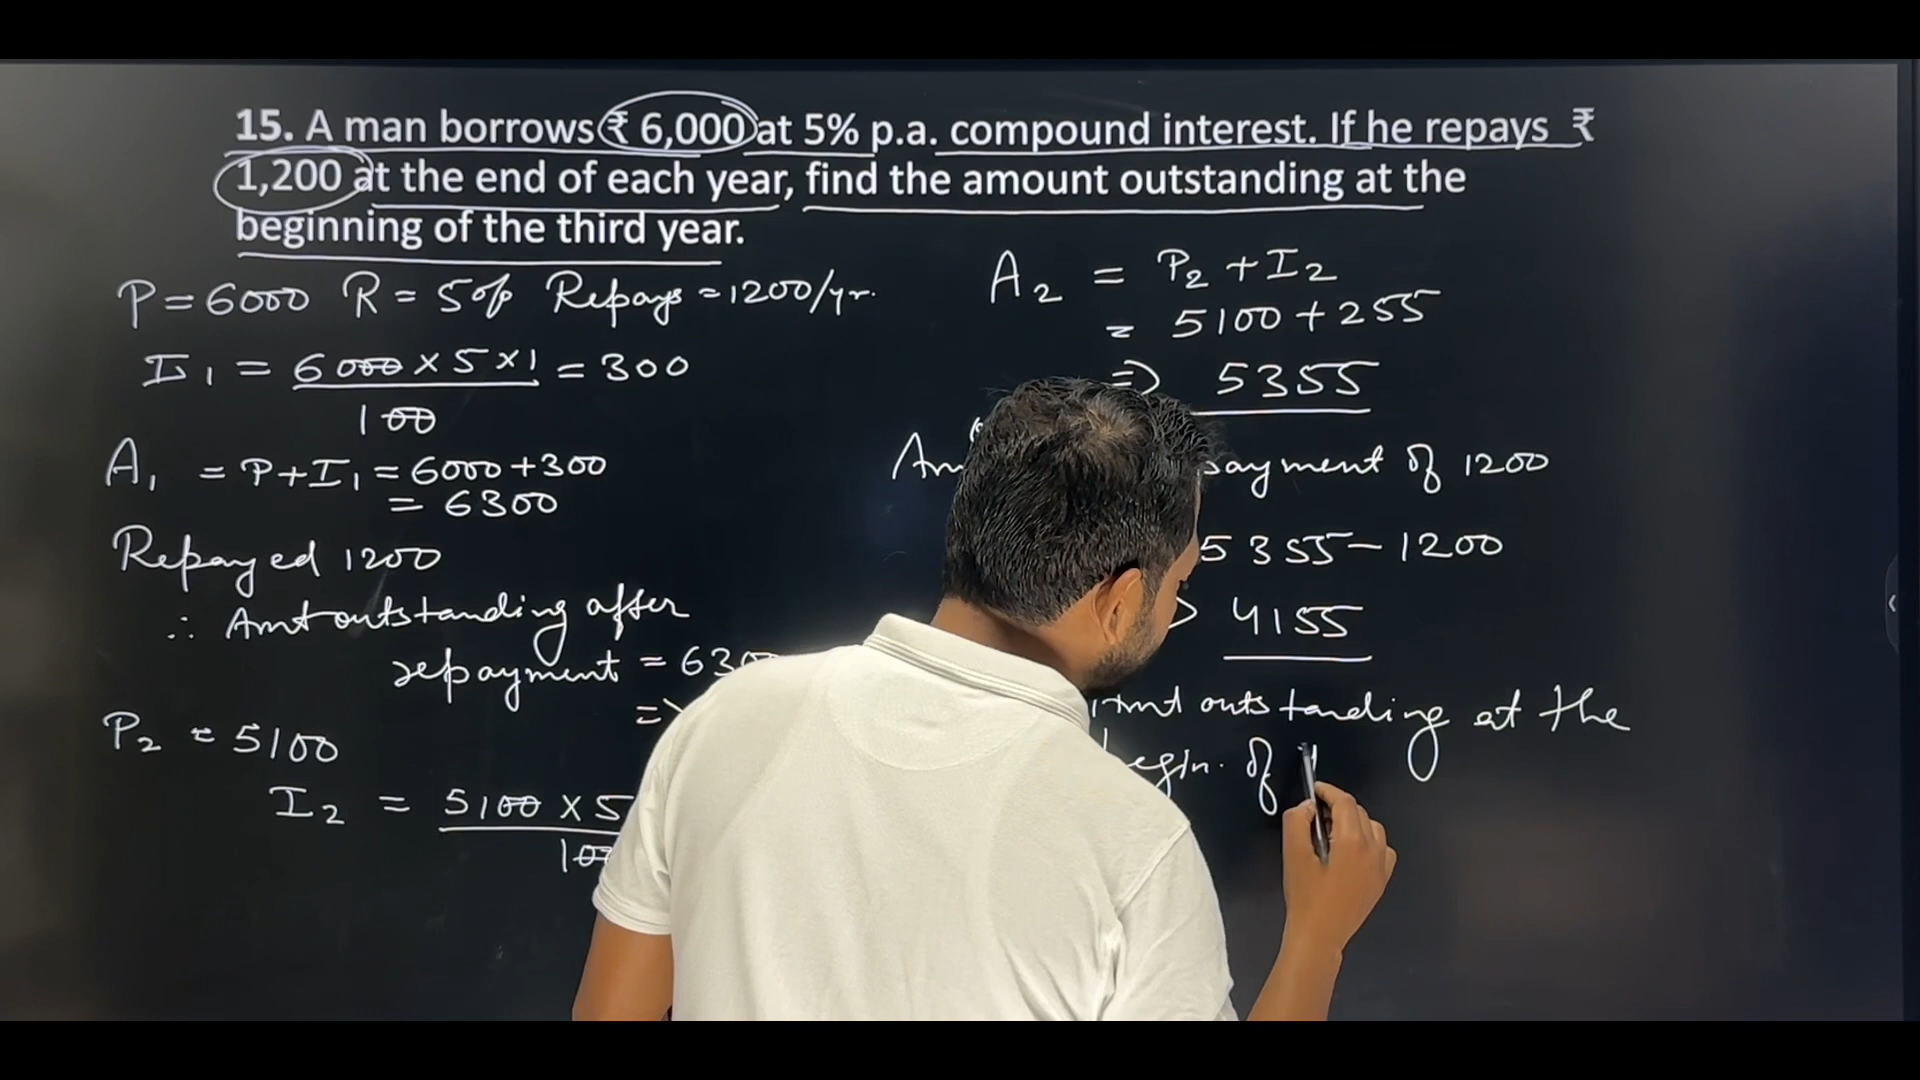 15. A man borrows ₹ 6,000 at 5% p.a. compound interest. If he repays ₹
1,200 at the end of each year, find the amount outstanding at the
beginning of the third year.
P = 6000 R = 5% Repays = 1200/yr.
I1 = 6000 × 5 × 1 = 300
100
A1 = P + I1 = 6000 + 300
= 6300
Repayed 1200
∴ Amt outstanding after
repayment = 630
=>
P2 = 5100
I2 = 5100 × 5
100
A2 = P2 + I2
= 5100 + 255
=> 5355
payment of 1200
5355 - 1200
4155
Amt outstanding at the
begin. of